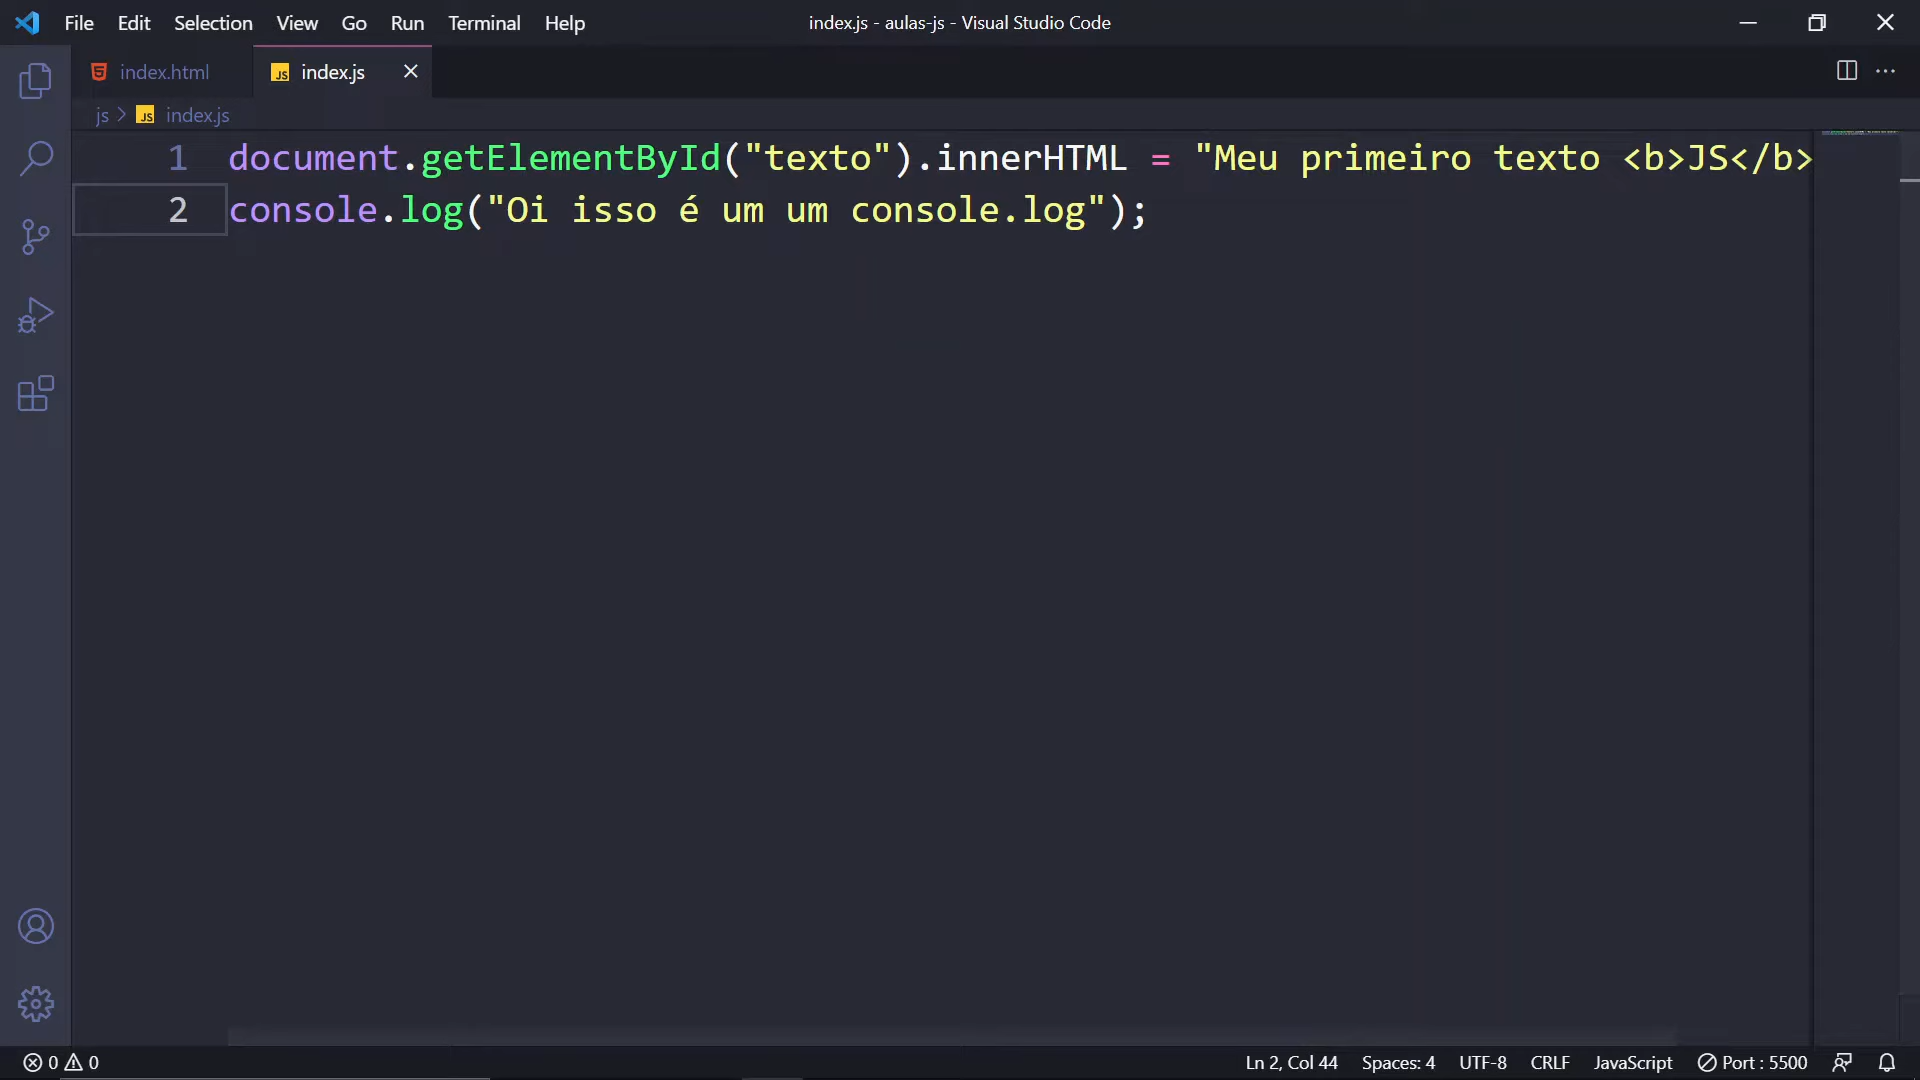 File Edit Selection View Go Run Terminal Help index.js - aulas-js - Visual Studio Code
index.html JS index.js
js > JS index.js
1 document.getElementById("texto").innerHTML = "Meu primeiro texto <b>JS</b>
2 console.log("Oi isso é um um console.log");
0 0 Ln 2, Col 44 Spaces: 4 UTF-8 CRLF JavaScript Port : 5500